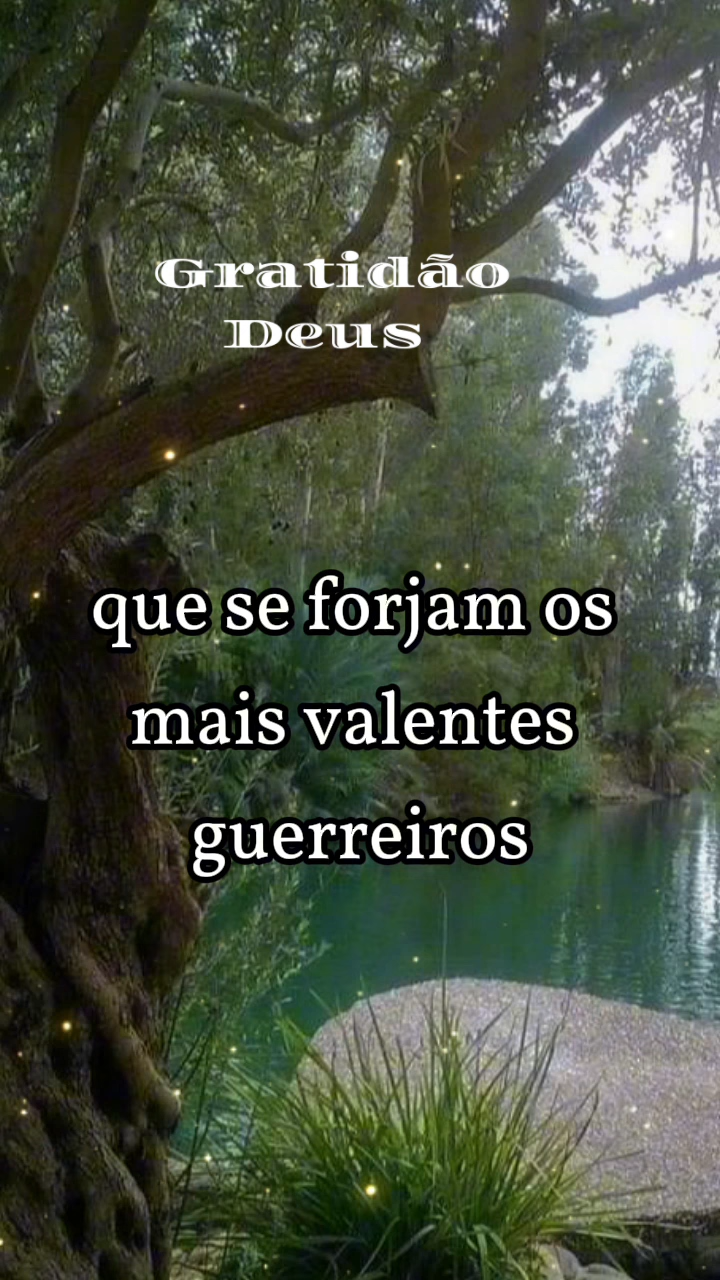 Gratidão
Deus
que se forjam os
mais valentes
guerreiros